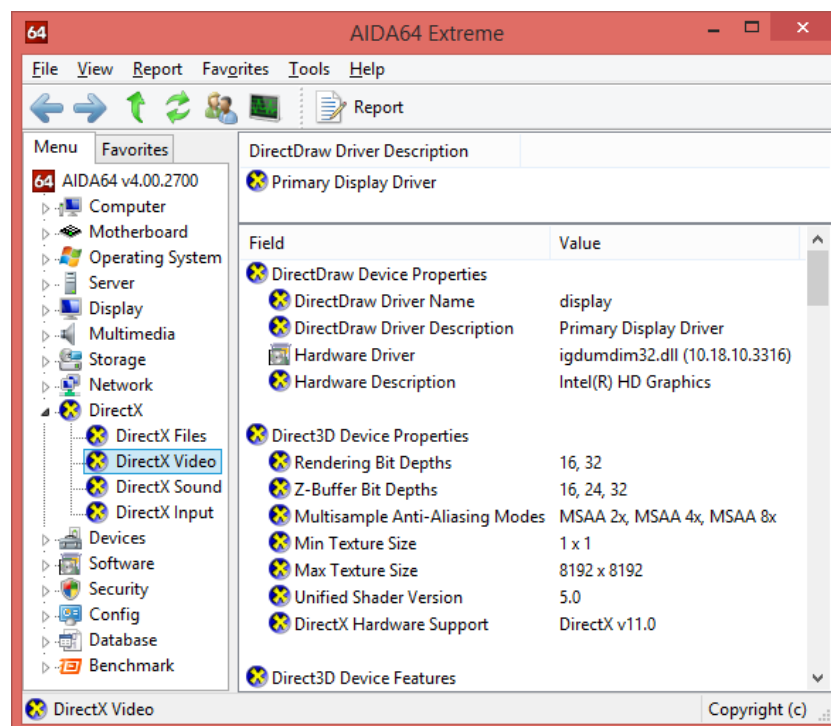 64 AIDA64 Extreme
File View Report Favorites Tools Help
Report
Menu Favorites
64 AIDA64 v4.00.2700
Computer
Motherboard
Operating System
Server
Display
Multimedia
Storage
Network
DirectX
DirectX Files
DirectX Video
DirectX Sound
DirectX Input
Devices
Software
Security
Config
Database
Benchmark
DirectDraw Driver Description
Primary Display Driver
Field Value
DirectDraw Device Properties
DirectDraw Driver Name display
DirectDraw Driver Description Primary Display Driver
Hardware Driver igdumdim32.dll (10.18.10.3316)
Hardware Description Intel(R) HD Graphics
Direct3D Device Properties
Rendering Bit Depths 16, 32
Z-Buffer Bit Depths 16, 24, 32
Multisample Anti-Aliasing Modes MSAA 2x, MSAA 4x, MSAA 8x
Min Texture Size 1 x 1
Max Texture Size 8192 x 8192
Unified Shader Version 5.0
DirectX Hardware Support DirectX v11.0
Direct3D Device Features
DirectX Video Copyright (c)